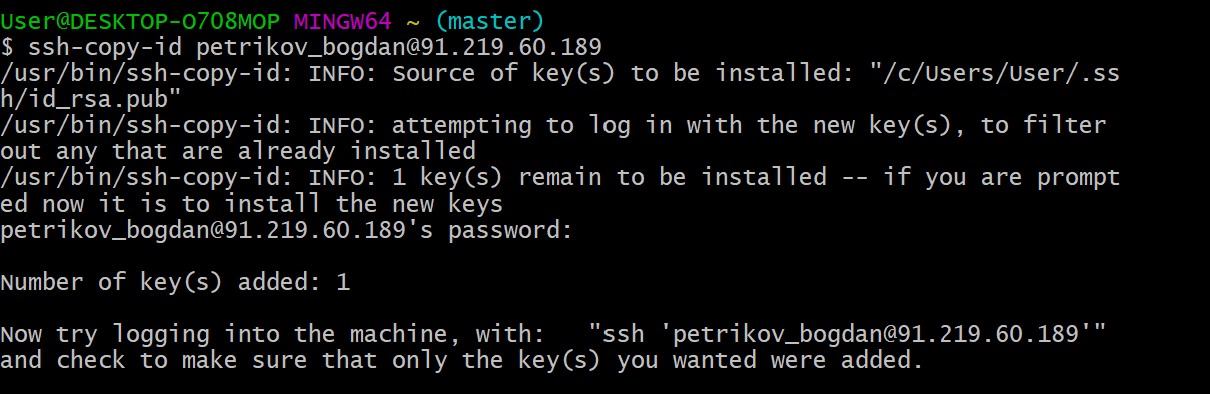 User@DESKTOP-O708MOP MINGW64 ~ (master)
$ ssh-copy-id petrikov_bogdan@91.219.60.189
/usr/bin/ssh-copy-id: INFO: Source of key(s) to be installed: "/c/Users/User/.ss
h/id_rsa.pub"
/usr/bin/ssh-copy-id: INFO: attempting to log in with the new key(s), to filter
out any that are already installed
/usr/bin/ssh-copy-id: INFO: 1 key(s) remain to be installed -- if you are prompt
ed now it is to install the new keys
petrikov_bogdan@91.219.60.189's password:
Number of key(s) added: 1
Now try logging into the machine, with:   "ssh 'petrikov_bogdan@91.219.60.189'"
and check to make sure that only the key(s) you wanted were added.